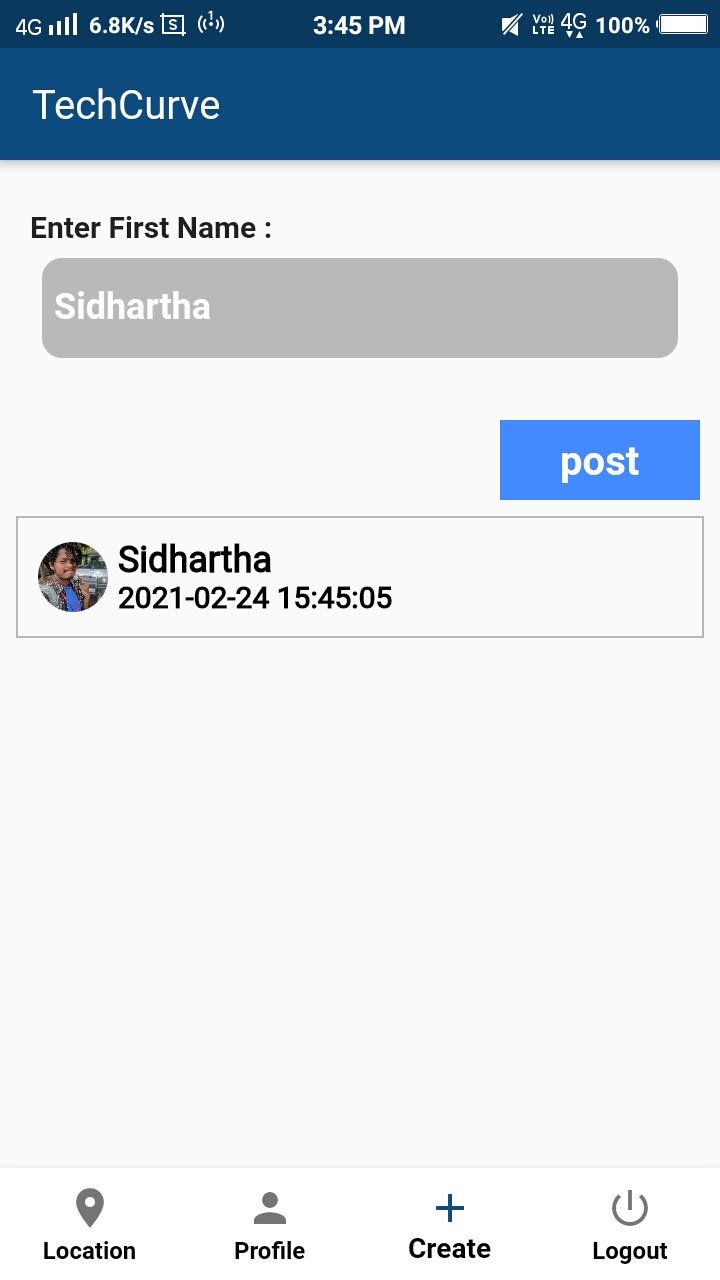 4G 6.8K/s S 1 3:45 PM Vo)) LTE 4G 100%
TechCurve
Enter First Name :
Sidhartha
post
Sidhartha
2021-02-24 15:45:05
Location Profile Create Logout